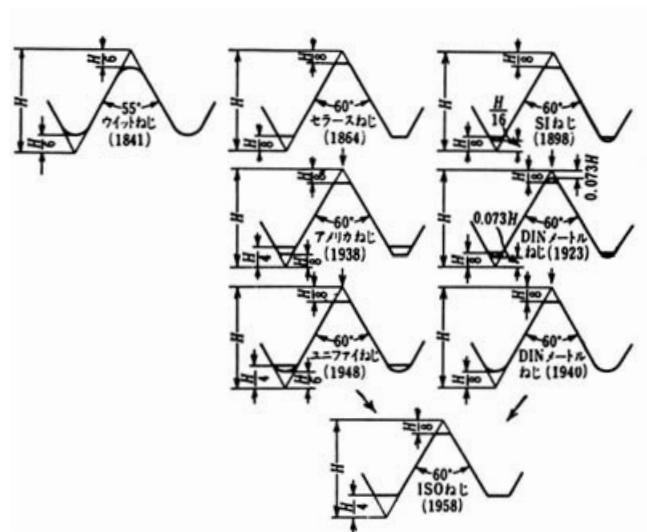 H
H/6
55°
ウイットねじ
(1841)
H/6
H
H/8
60°
セラースねじ
(1864)
H/8
H
H/8
H/16
60°
SIねじ
(1898)
H/8
H
H/8
60°
アメリカねじ
(1938)
H/4
H/8
H
H/8
0.073H
0.073H
60°
DINメートル
ねじ(1923)
H/8
H
H/8
60°
ユニファイねじ
(1948)
H/4
H/6
H
H/8
60°
DINメートル
ねじ
(1940)
H/8
H
H/8
60°
ISOねじ
(1958)
H/4